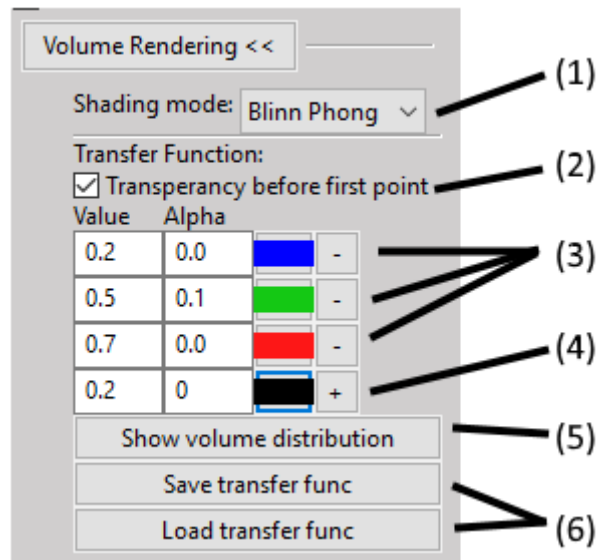 Volume Rendering <<
Shading mode: Blinn Phong (1)
Transfer Function:
Transperancy before first point (2)
Value Alpha
0.2 0.0 - (3)
0.5 0.1 -
0.7 0.0 -
0.2 0 + (4)
Show volume distribution (5)
Save transfer func
Load transfer func (6)